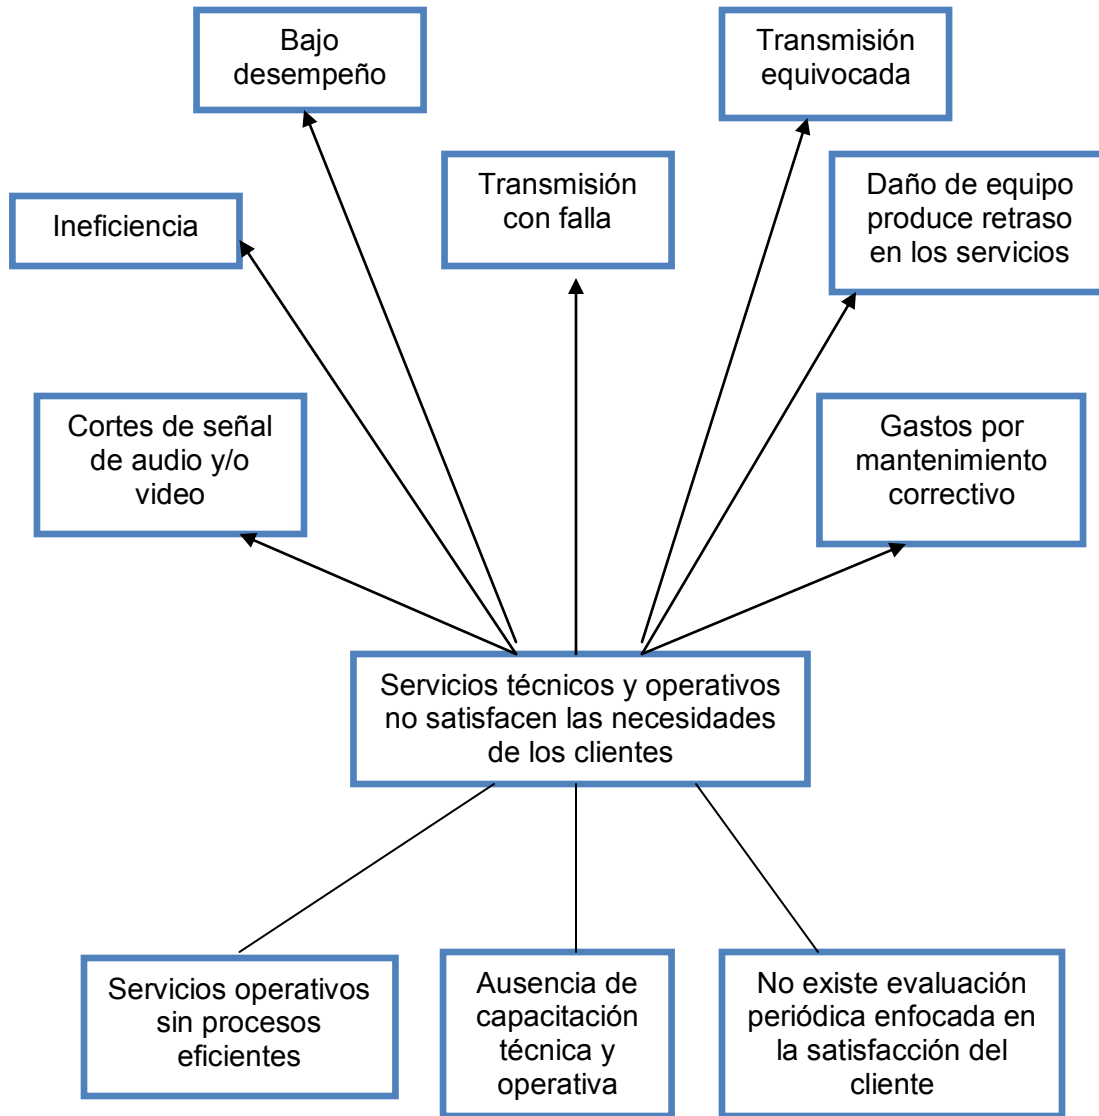 Bajo
desempeño
Transmisión
equivocada
Transmisión
con falla
Daño de equipo
produce retraso
en los servicios
Ineficiencia
Cortes de señal
de audio y/o
video
Gastos por
mantenimiento
correctivo
Servicios técnicos y operativos
no satisfacen las necesidades
de los clientes
Servicios operativos
sin procesos
eficientes
Ausencia de
capacitación
técnica y
operativa
No existe evaluación
periódica enfocada en
la satisfacción del
cliente